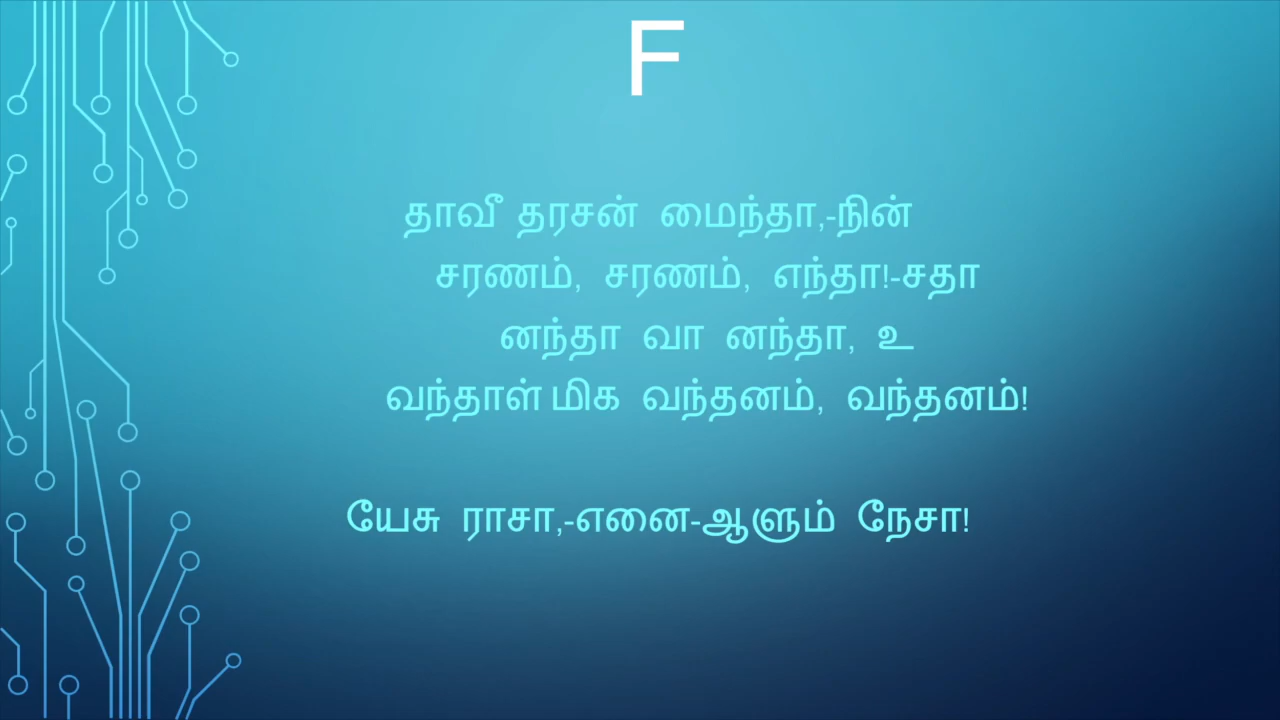 F
தாவீ தரசன் மைந்தா,-நின்
சரணம், சரணம், எந்தா!-சதா
னந்தா வா னந்தா, உ
வந்தாள் மிக வந்தனம், வந்தனம்!
யேசு ராசா,-எனை-ஆளும் நேசா!